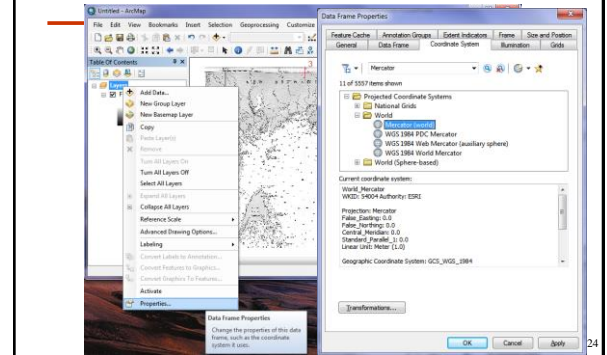 Untitled - ArcMap
File Edit View Bookmarks Insert Selection Geoprocessing Customize
Table Of Contents
Layers
Add Data...
New Group Layer
New Basemap Layer
Copy
Paste Layer(s)
Remove
Turn All Layers On
Turn All Layers Off
Select All Layers
Expand All Layers
Collapse All Layers
Reference Scale
Advanced Drawing Options...
Labeling
Convert Labels to Annotation...
Convert Features to Graphics...
Convert Graphics To Features...
Activate
Properties...
Data Frame Properties
Change the properties of this data
frame, such as the coordinate
system it uses.
Data Frame Properties
Feature Cache Annotation Groups Extent Indicators Frame Size and Position
General Data Frame Coordinate System Illumination Grids
Mercator
11 of 5557 items shown
Projected Coordinate Systems
National Grids
World
Mercator (world)
WGS 1984 PDC Mercator
WGS 1984 Web Mercator (auxiliary sphere)
WGS 1984 World Mercator
World (Sphere-based)
Current coordinate system:
World_Mercator
WKID: 54004 Authority: ESRI
Projection: Mercator
False_Easting: 0.0
False_Northing: 0.0
Central_Meridian: 0.0
Standard_Parallel_1: 0.0
Linear Unit: Meter (1.0)
Geographic Coordinate System: GCS_WGS_1984
Transformations...
OK Cancel Apply
24